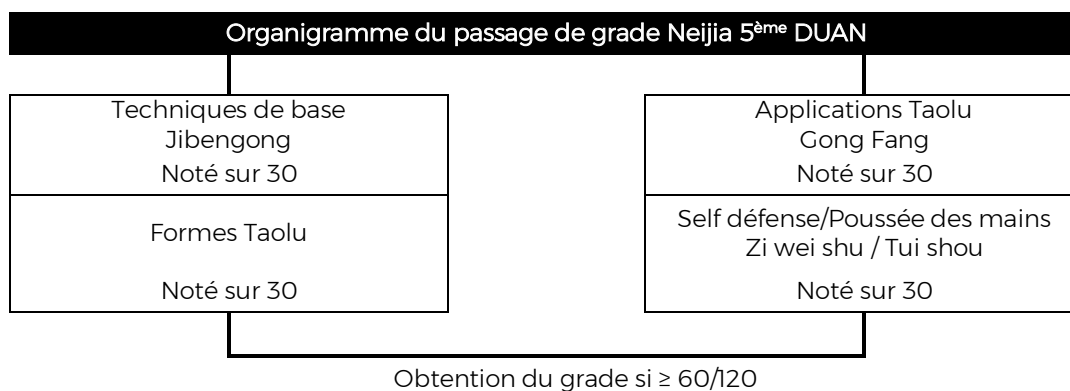 Organigramme du passage de grade Neijia 5ème DUAN
Techniques de base
Jibengong
Noté sur 30
Formes Taolu
Noté sur 30
Applications Taolu
Gong Fang
Noté sur 30
Self défense/Poussée des mains
Zi wei shu / Tui shou
Noté sur 30
Obtention du grade si ≥ 60/120